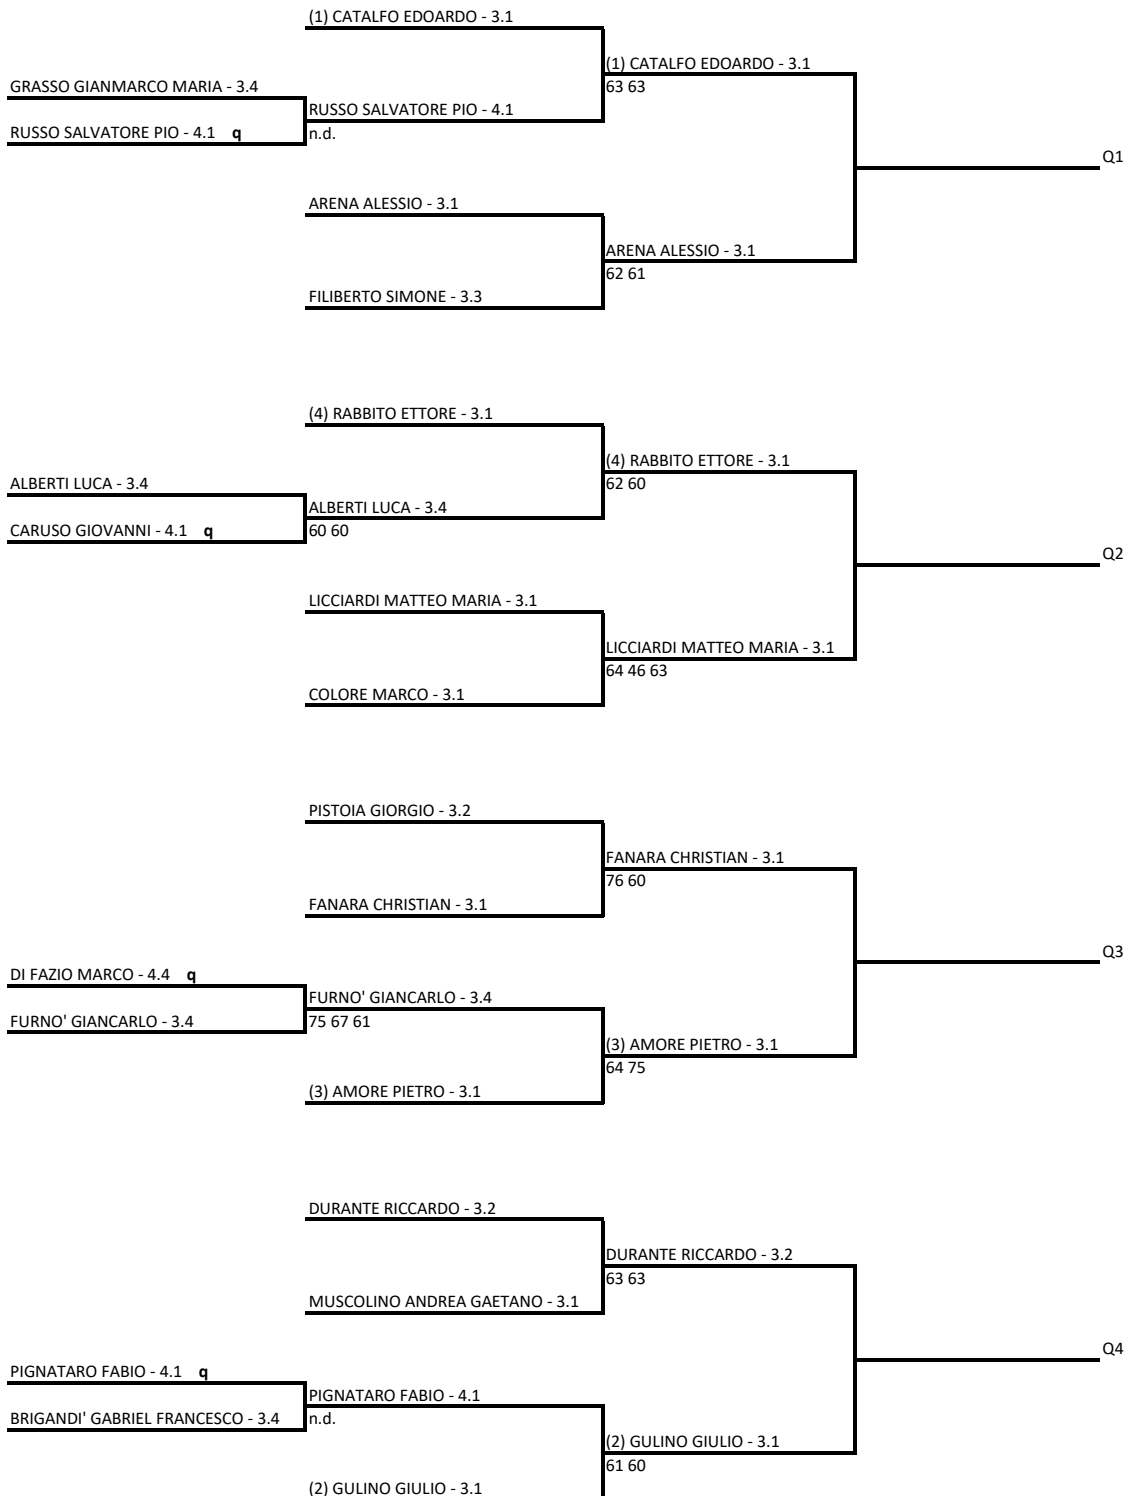 (1) CATALFO EDOARDO - 3.1
(1) CATALFO EDOARDO - 3.1
63 63
GRASSO GIANMARCO MARIA - 3.4
RUSSO SALVATORE PIO - 4.1
RUSSO SALVATORE PIO - 4.1 q
n.d.
Q1
ARENA ALESSIO - 3.1
ARENA ALESSIO - 3.1
62 61
FILIBERTO SIMONE - 3.3
(4) RABBITO ETTORE - 3.1
(4) RABBITO ETTORE - 3.1
62 60
ALBERTI LUCA - 3.4
ALBERTI LUCA - 3.4
CARUSO GIOVANNI - 4.1 q
60 60
Q2
LICCIARDI MATTEO MARIA - 3.1
LICCIARDI MATTEO MARIA - 3.1
64 46 63
COLORE MARCO - 3.1
PISTOIA GIORGIO - 3.2
FANARA CHRISTIAN - 3.1
76 60
FANARA CHRISTIAN - 3.1
Q3
DI FAZIO MARCO - 4.4 q
FURNO' GIANCARLO - 3.4
FURNO' GIANCARLO - 3.4
75 67 61
(3) AMORE PIETRO - 3.1
64 75
(3) AMORE PIETRO - 3.1
DURANTE RICCARDO - 3.2
DURANTE RICCARDO - 3.2
63 63
MUSCOLINO ANDREA GAETANO - 3.1
Q4
PIGNATARO FABIO - 4.1 q
PIGNATARO FABIO - 4.1
BRIGANDI' GABRIEL FRANCESCO - 3.4
n.d.
(2) GULINO GIULIO - 3.1
61 60
(2) GULINO GIULIO - 3.1